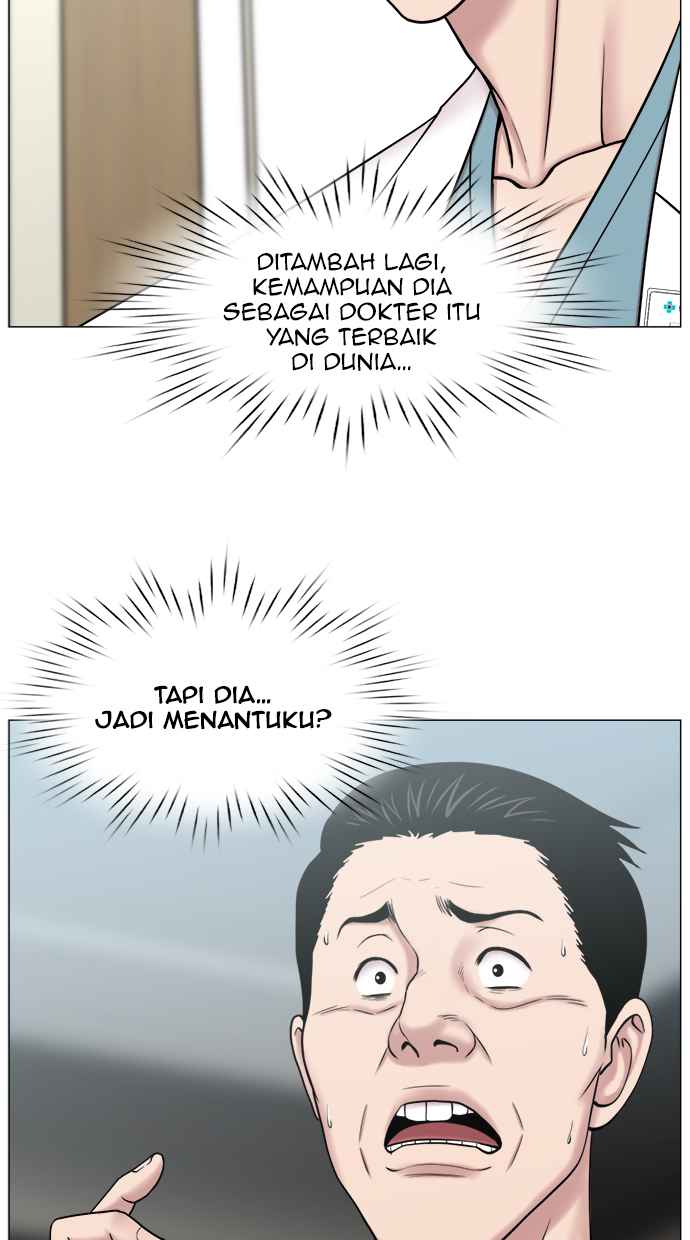 DITAMBAH LAGI,
KEMAMPUAN DIA
SEBAGAI DOKTER ITU
YANG TERBAIK
DI DUNIA...
TAPI DIA...
JADI MENANTUKU?